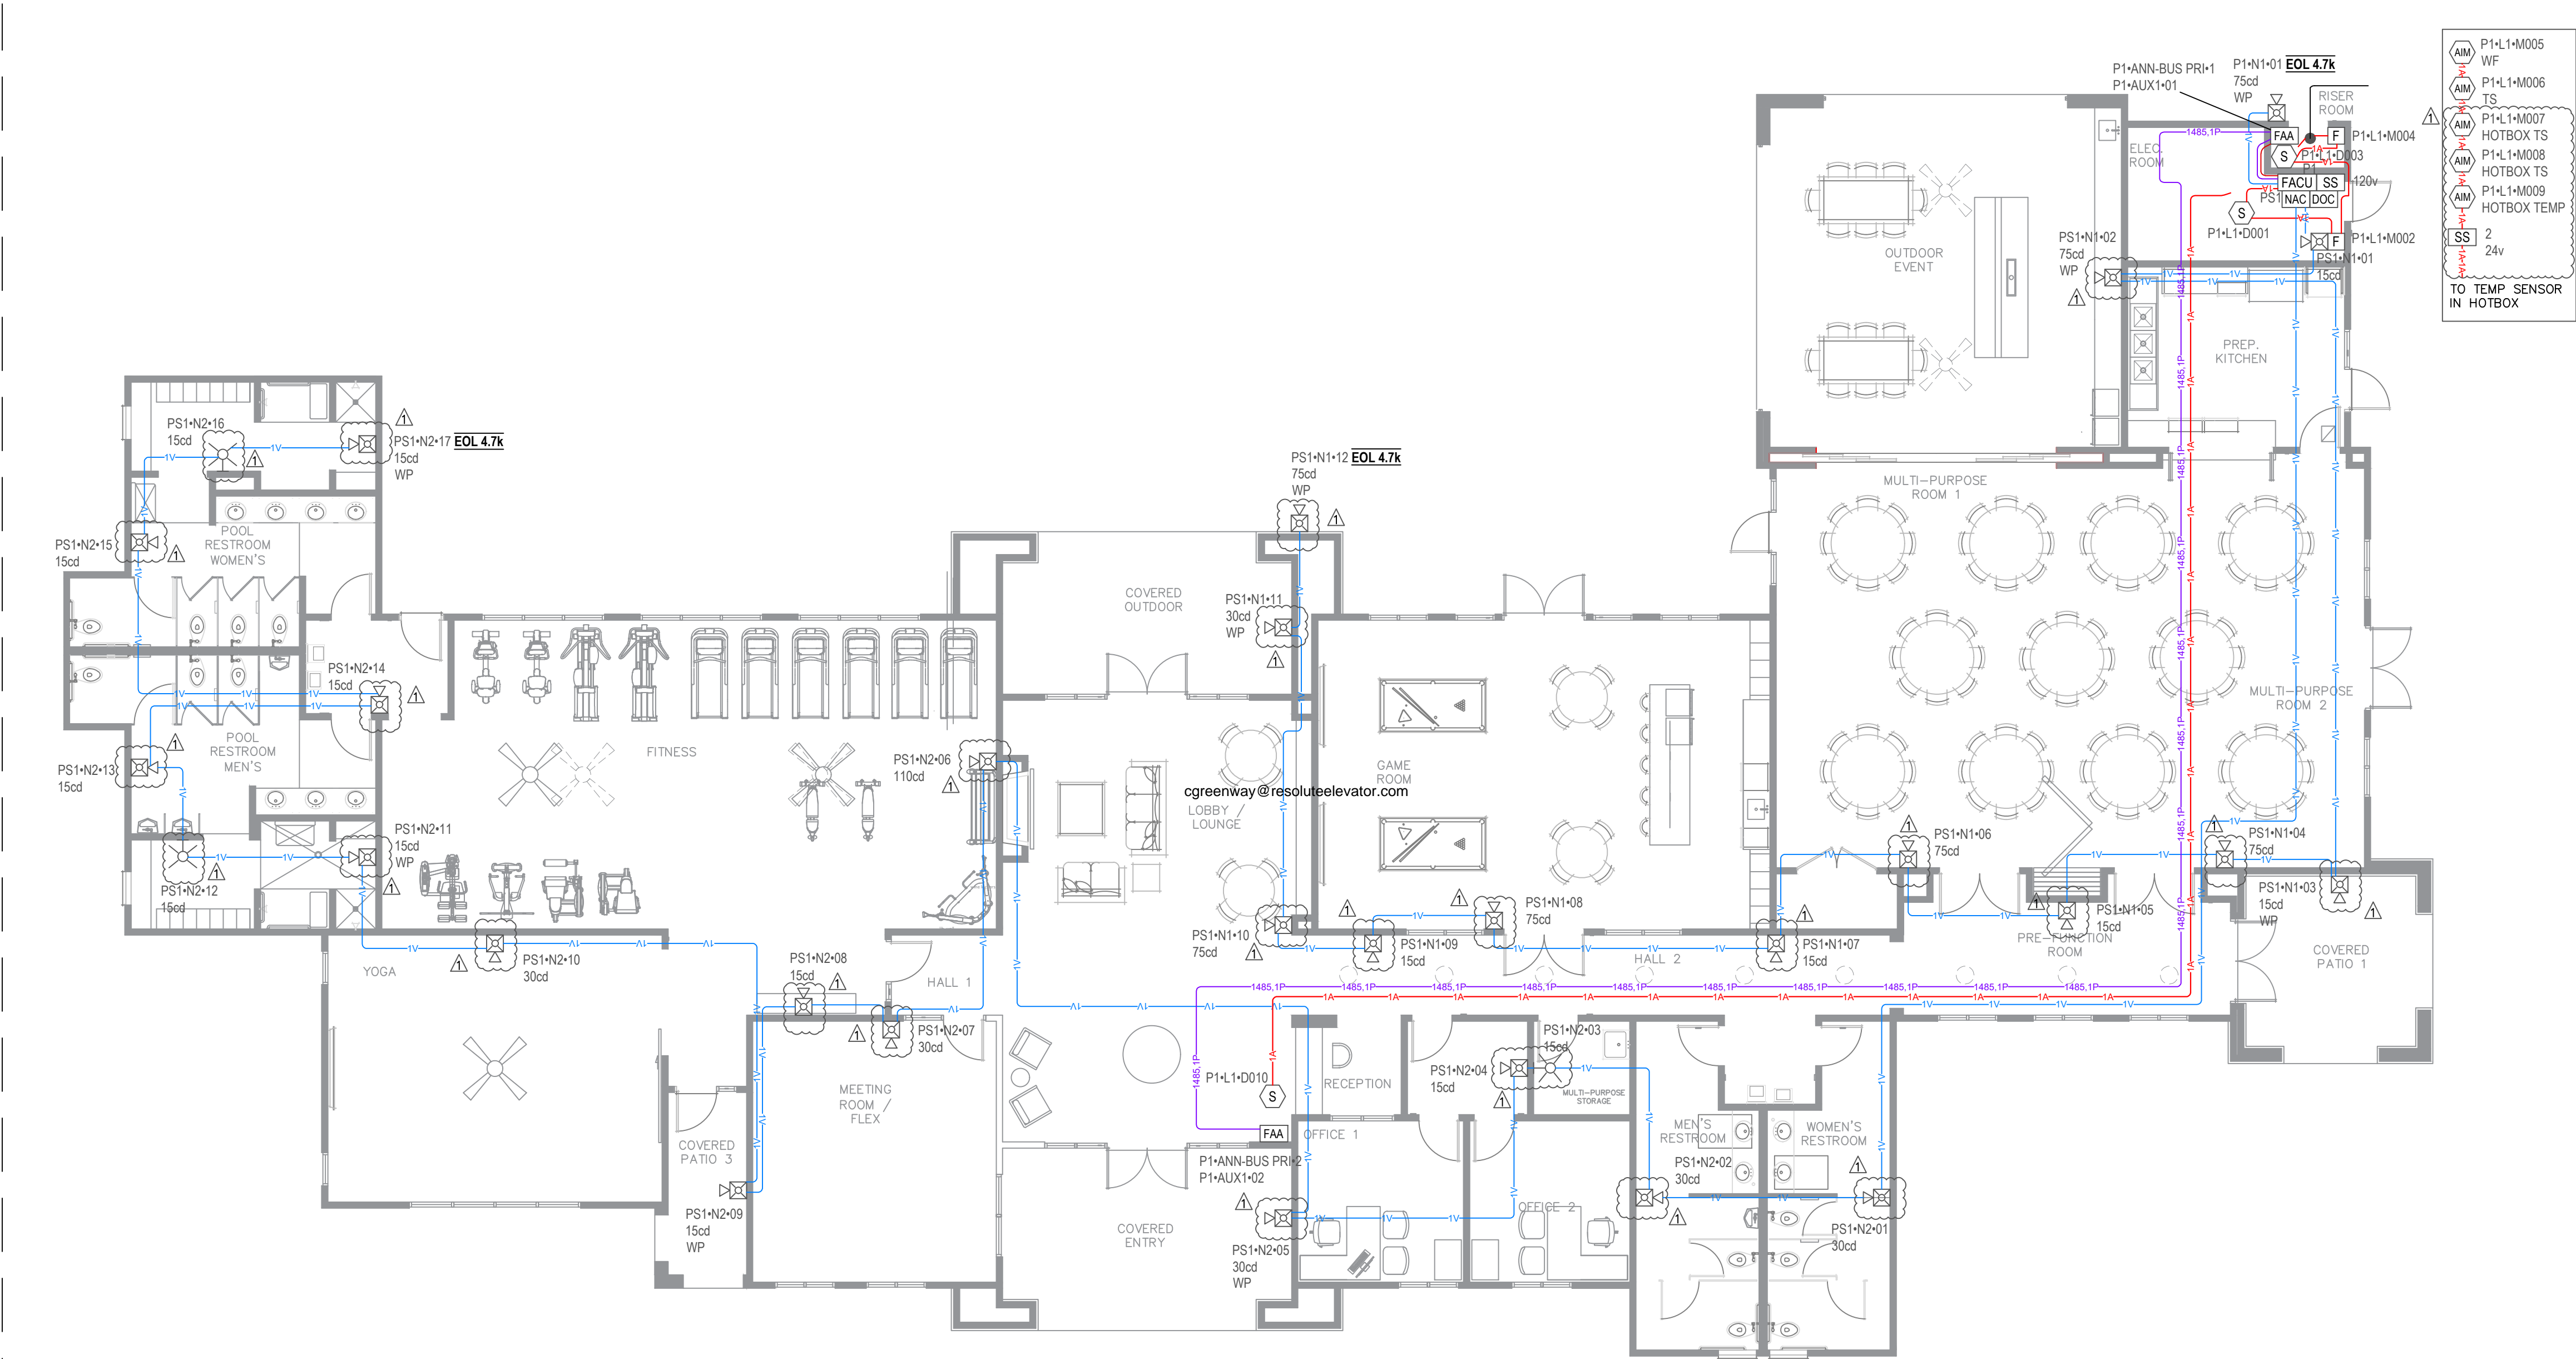 AIM P1•L1•M005
WF
AIM P1•L1•M006
TS
AIM P1•L1•M007
HOTBOX TS
AIM P1•L1•M008
HOTBOX TS
AIM P1•L1•M009
HOTBOX TEMP
SS 2
24v
TO TEMP SENSOR
IN HOTBOX
P1•ANN-BUS PRI•1
P1•AUX1•01
P1•N1•01 EOL 4.7k
75cd
WP
RISER
ROOM
FAA
F P1•L1•M004
ELEC.
ROOM
S P1•L1•D003
P1
FACU SS 120v
PS1 NAC DOC
S
P1•L1•D001
F P1•L1•M002
PS1•N1•01
15cd
PS1•N1•02
75cd
WP
OUTDOOR
EVENT
PREP.
KITCHEN
PS1•N2•16
15cd
PS1•N2•17 EOL 4.7k
15cd
WP
PS1•N1•12 EOL 4.7k
75cd
WP
MULTI-PURPOSE
ROOM 1
POOL
RESTROOM
WOMEN'S
PS1•N2•15
15cd
COVERED
OUTDOOR
PS1•N1•11
30cd
WP
PS1•N2•14
15cd
MULTI-PURPOSE
ROOM 2
POOL
RESTROOM
MEN'S
PS1•N2•13
15cd
FITNESS
PS1•N2•06
110cd
GAME
ROOM
cgreenway@resoluteelevator.com
LOBBY /
LOUNGE
PS1•N2•11
15cd
WP
PS1•N2•12
15cd
PS1•N1•06
75cd
PS1•N1•04
75cd
PS1•N1•03
15cd
WP
PS1•N1•05
15cd
PRE-FUNCTION
ROOM
PS1•N1•08
75cd
PS1•N1•10
75cd
PS1•N1•09
15cd
PS1•N1•07
15cd
HALL 2
COVERED
PATIO 1
YOGA
PS1•N2•10
30cd
PS1•N2•08
15cd
HALL 1
PS1•N2•07
30cd
1485,1P
1A
1V
PS1•N2•03
15cd
PS1•N2•04
15cd
P1•L1•D010
S
RECEPTION
MULTI-PURPOSE
STORAGE
MEETING
ROOM /
FLEX
COVERED
PATIO 3
FAA
OFFICE 1
MEN'S
RESTROOM
WOMEN'S
RESTROOM
P1•ANN-BUS PRI•2
P1•AUX1•02
PS1•N2•02
30cd
OFFICE 2
PS1•N2•09
15cd
WP
COVERED
ENTRY
PS1•N2•05
30cd
WP
PS1•N2•01
30cd